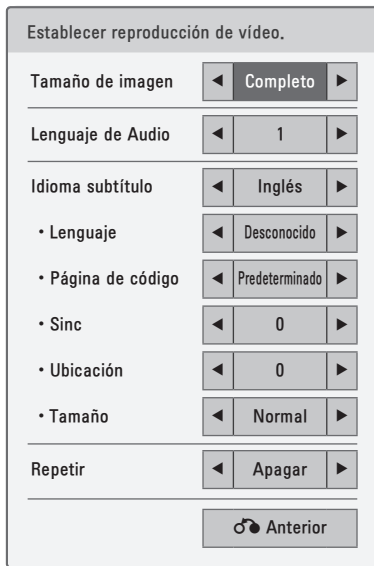 Establecer reproducción de vídeo.
Tamaño de imagen ◀ Completo ▶
Lenguaje de Audio ◀ 1 ▶
Idioma subtítulo ◀ Inglés ▶
• Lenguaje ◀ Desconocido ▶
• Página de código ◀ Predeterminado ▶
• Sinc ◀ 0 ▶
• Ubicación ◀ 0 ▶
• Tamaño ◀ Normal ▶
Repetir ◀ Apagar ▶
Anterior